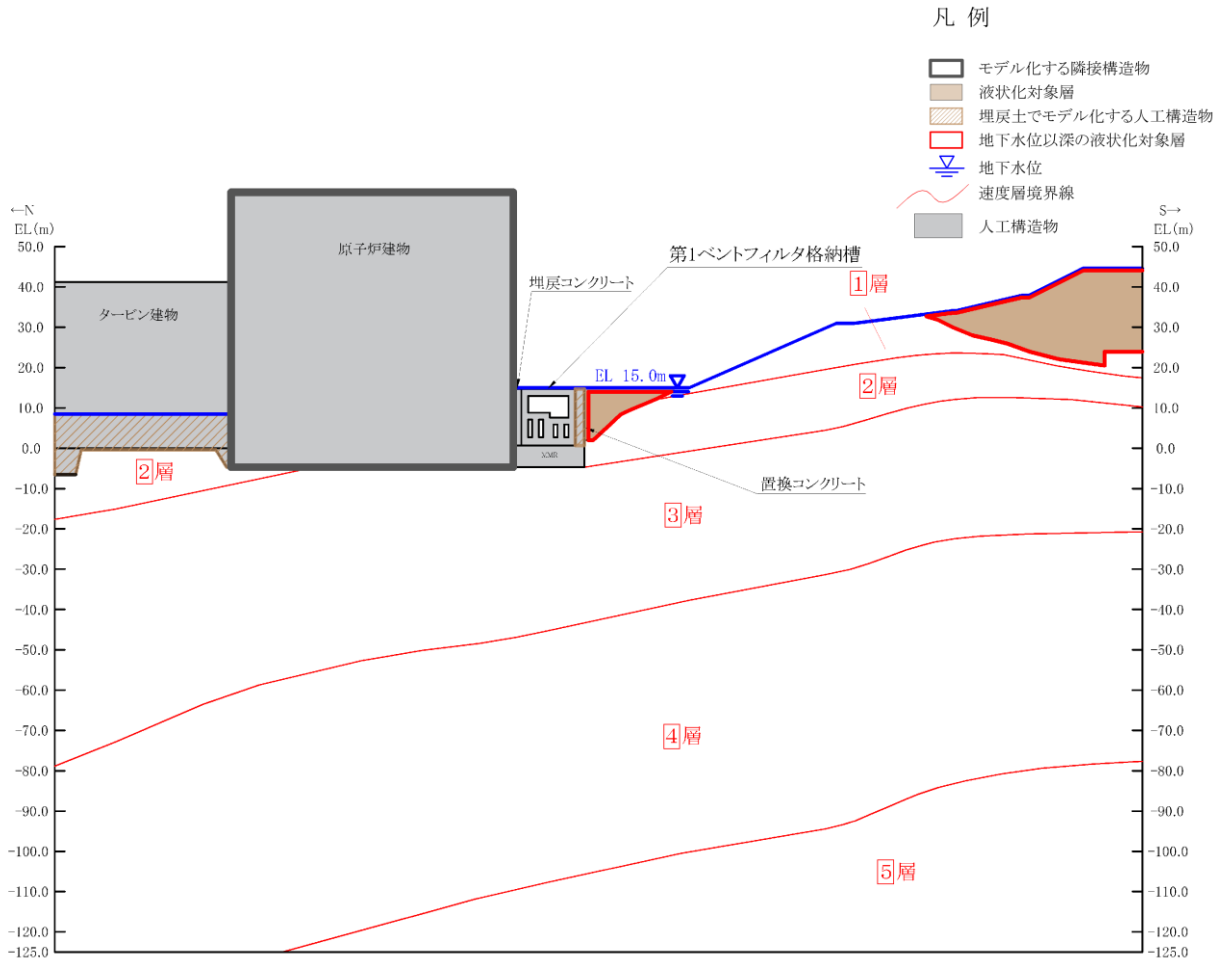 凡 例
モデル化する隣接構造物
液状化対象層
埋戻土でモデル化する人工構造物
地下水位以深の液状化対象層
地下水位
速度層境界線
人工構造物
←N
EL(m)
S→
EL(m)
50.0
40.0
30.0
20.0
10.0
0.0
-10.0
-20.0
-30.0
-40.0
-50.0
-60.0
-70.0
-80.0
-90.0
-100.0
-110.0
-120.0
-125.0
タービン建物
原子炉建物
埋戻コンクリート
第1ベントフィルタ格納槽
EL 15.0m
MMR
置換コンクリート
1層
2層
2層
3層
4層
5層
50.0
40.0
30.0
20.0
10.0
0.0
-10.0
-20.0
-30.0
-40.0
-50.0
-60.0
-70.0
-80.0
-90.0
-100.0
-110.0
-120.0
-125.0